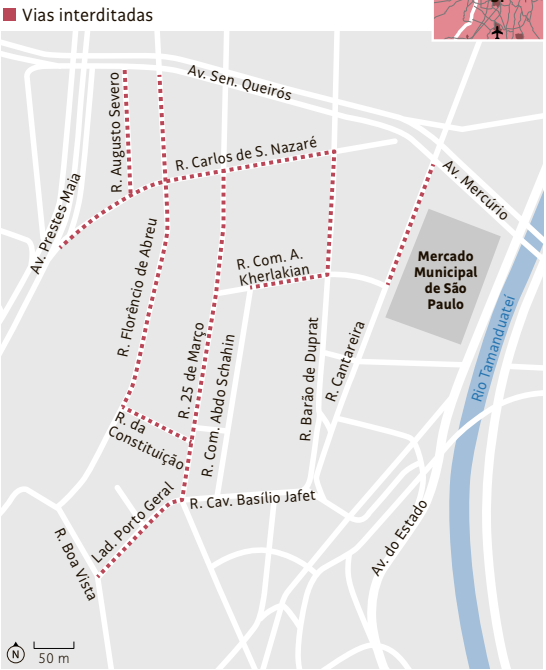 Vias interditadas
Av. Sen. Queirós
R. Augusto Severo
R. Carlos de S. Nazaré
Av. Mercúrio
Av. Prestes Maia
R. Florêncio de Abreu
R. Com. A.
Kherlakian
Mercado
Municipal
de São
Paulo
Rio Tamanduateí
R. 25 de Março
R. Com. Abdo Schahin
R. Barão de Duprat
R. Cantareira
R. da
Constituição
Lad. Porto Geral
R. Cav. Basílio Jafet
R. Boa Vista
Av. do Estado
N
50 m